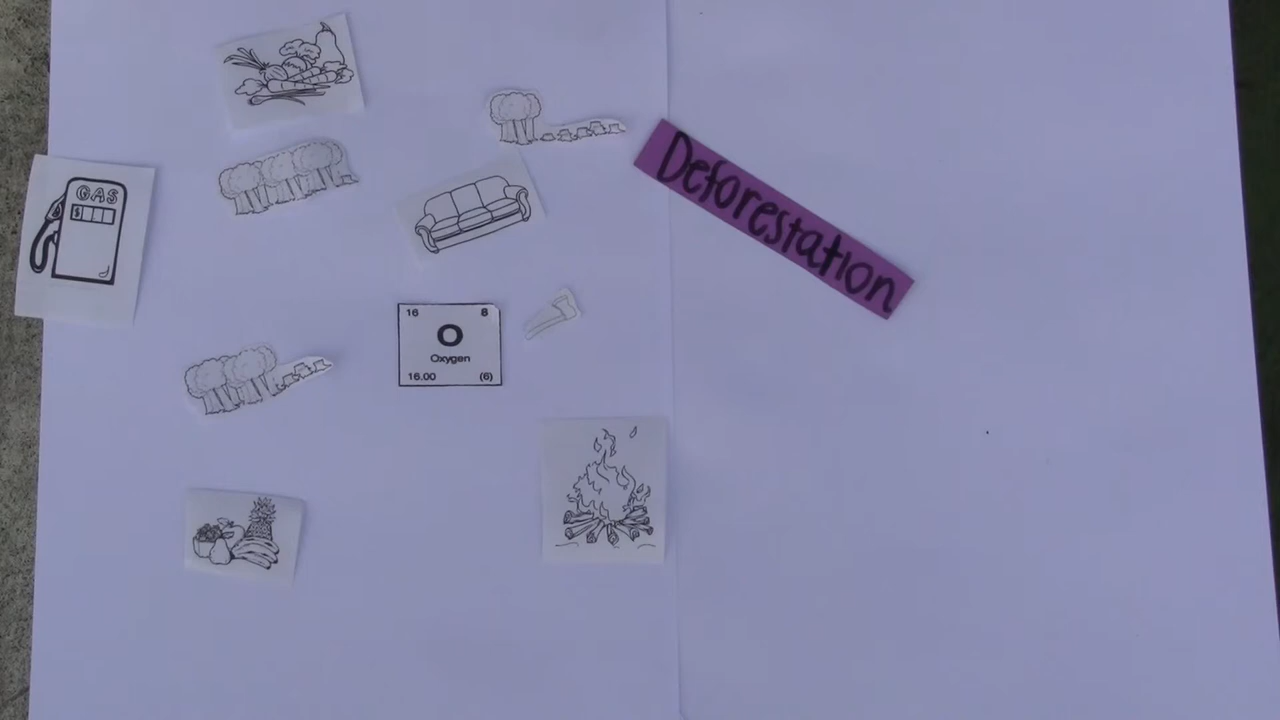 GAS
$
Deforestation
16 8
O
Oxygen
16.00 (6)